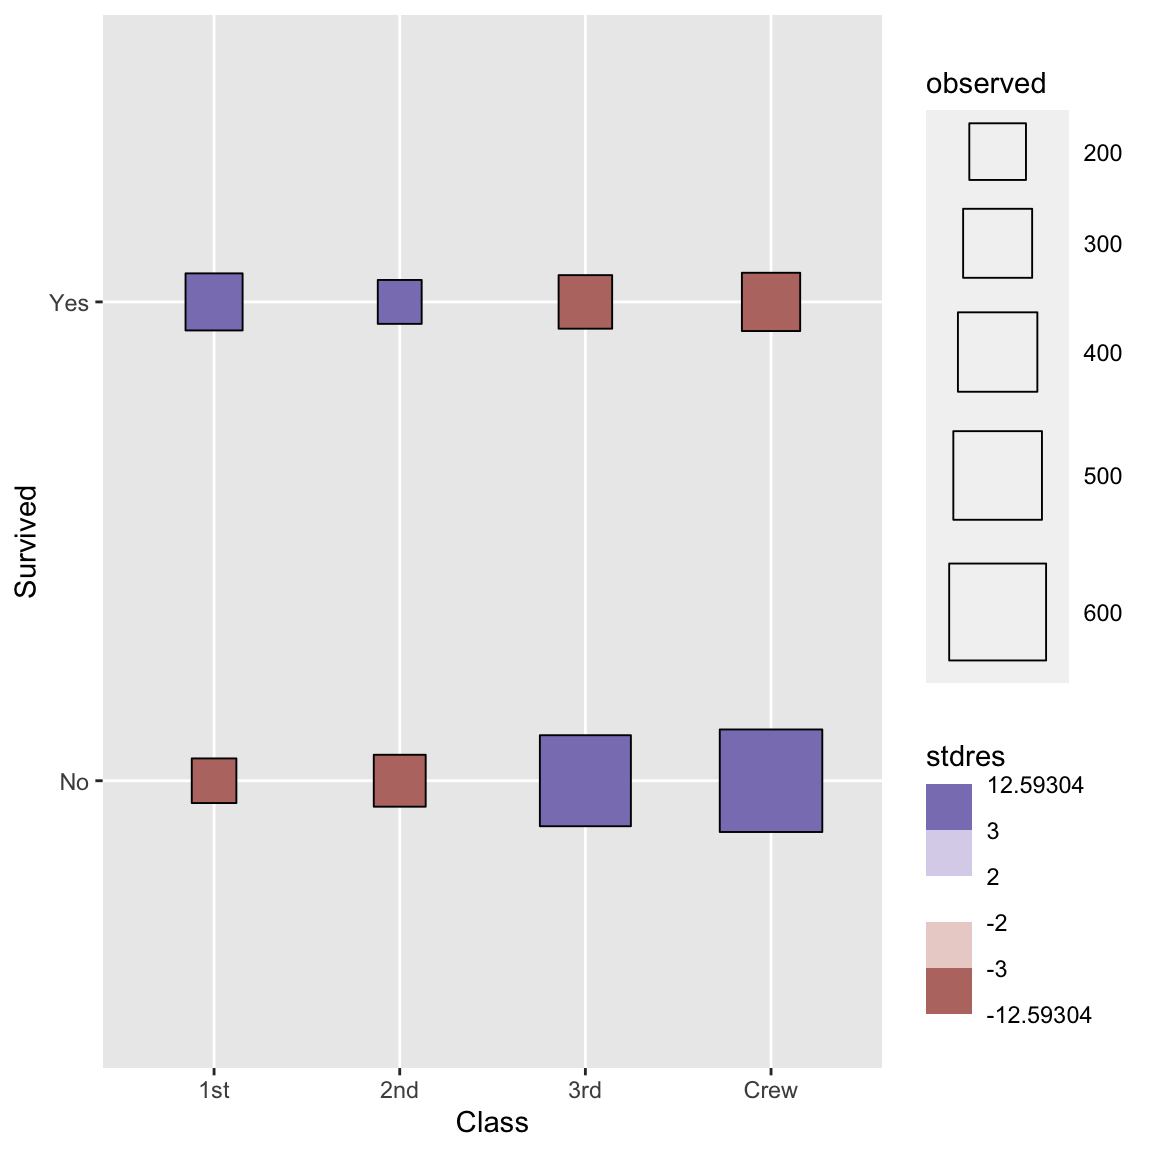 Survived
Yes
No
1st
2nd
3rd
Crew
Class
observed
200
300
400
500
600
stdres
12.59304
3
2
-2
-3
-12.59304